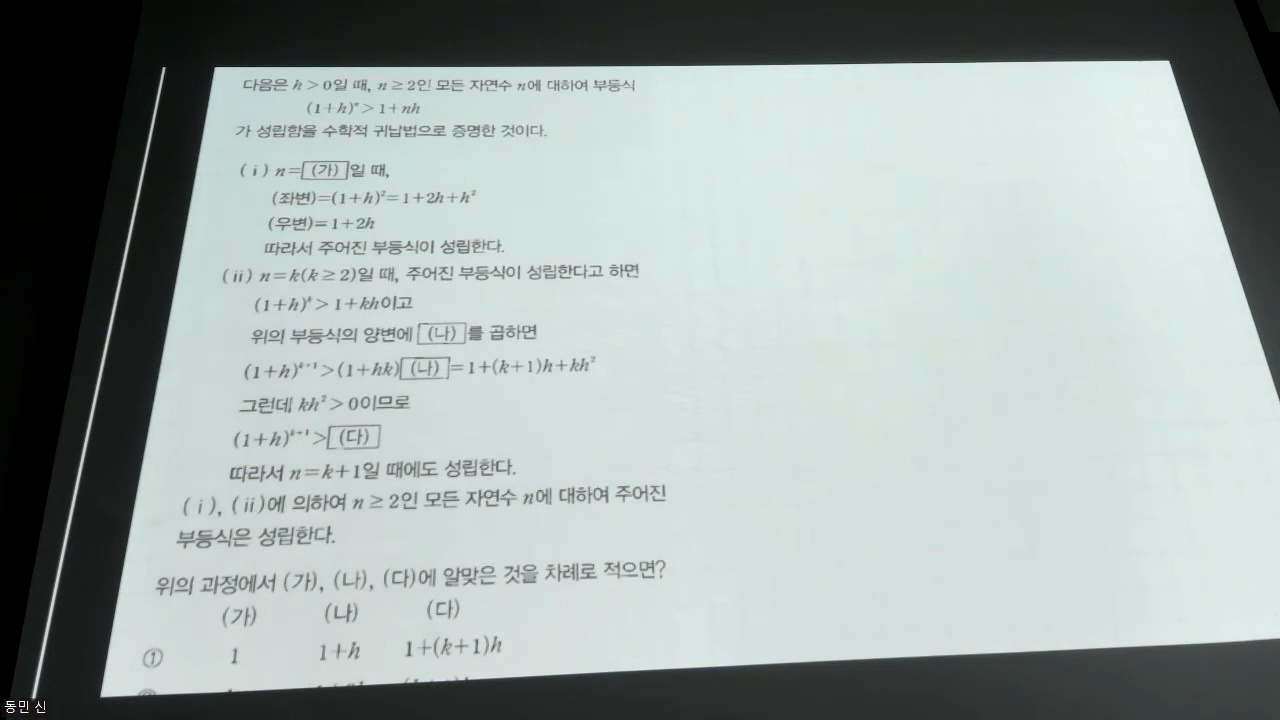 다음은 h>0일 때, n≥2인 모든 자연수 n에 대하여 부등식
(1+h)ⁿ>1+nh
가 성립함을 수학적 귀납법으로 증명한 것이다.
(ⅰ) n=(가)일 때,
(좌변)=(1+h)²=1+2h+h²
(우변)=1+2h
따라서 주어진 부등식이 성립한다.
(ⅱ) n=k(k≥2)일 때, 주어진 부등식이 성립한다고 하면
(1+h)ᵏ>1+kh이고
위의 부등식의 양변에 (나)를 곱하면
(1+h)ᵏ⁺¹>(1+hk)(나)=1+(k+1)h+kh²
그런데 kh²>0이므로
(1+h)ᵏ⁺¹>(다)
따라서 n=k+1일 때에도 성립한다.
(ⅰ), (ⅱ)에 의하여 n≥2인 모든 자연수 n에 대하여 주어진
부등식은 성립한다.
위의 과정에서 (가), (나), (다)에 알맞은 것을 차례로 적으면?
(가) (나) (다)
① 1 1+h 1+(k+1)h
동민 신